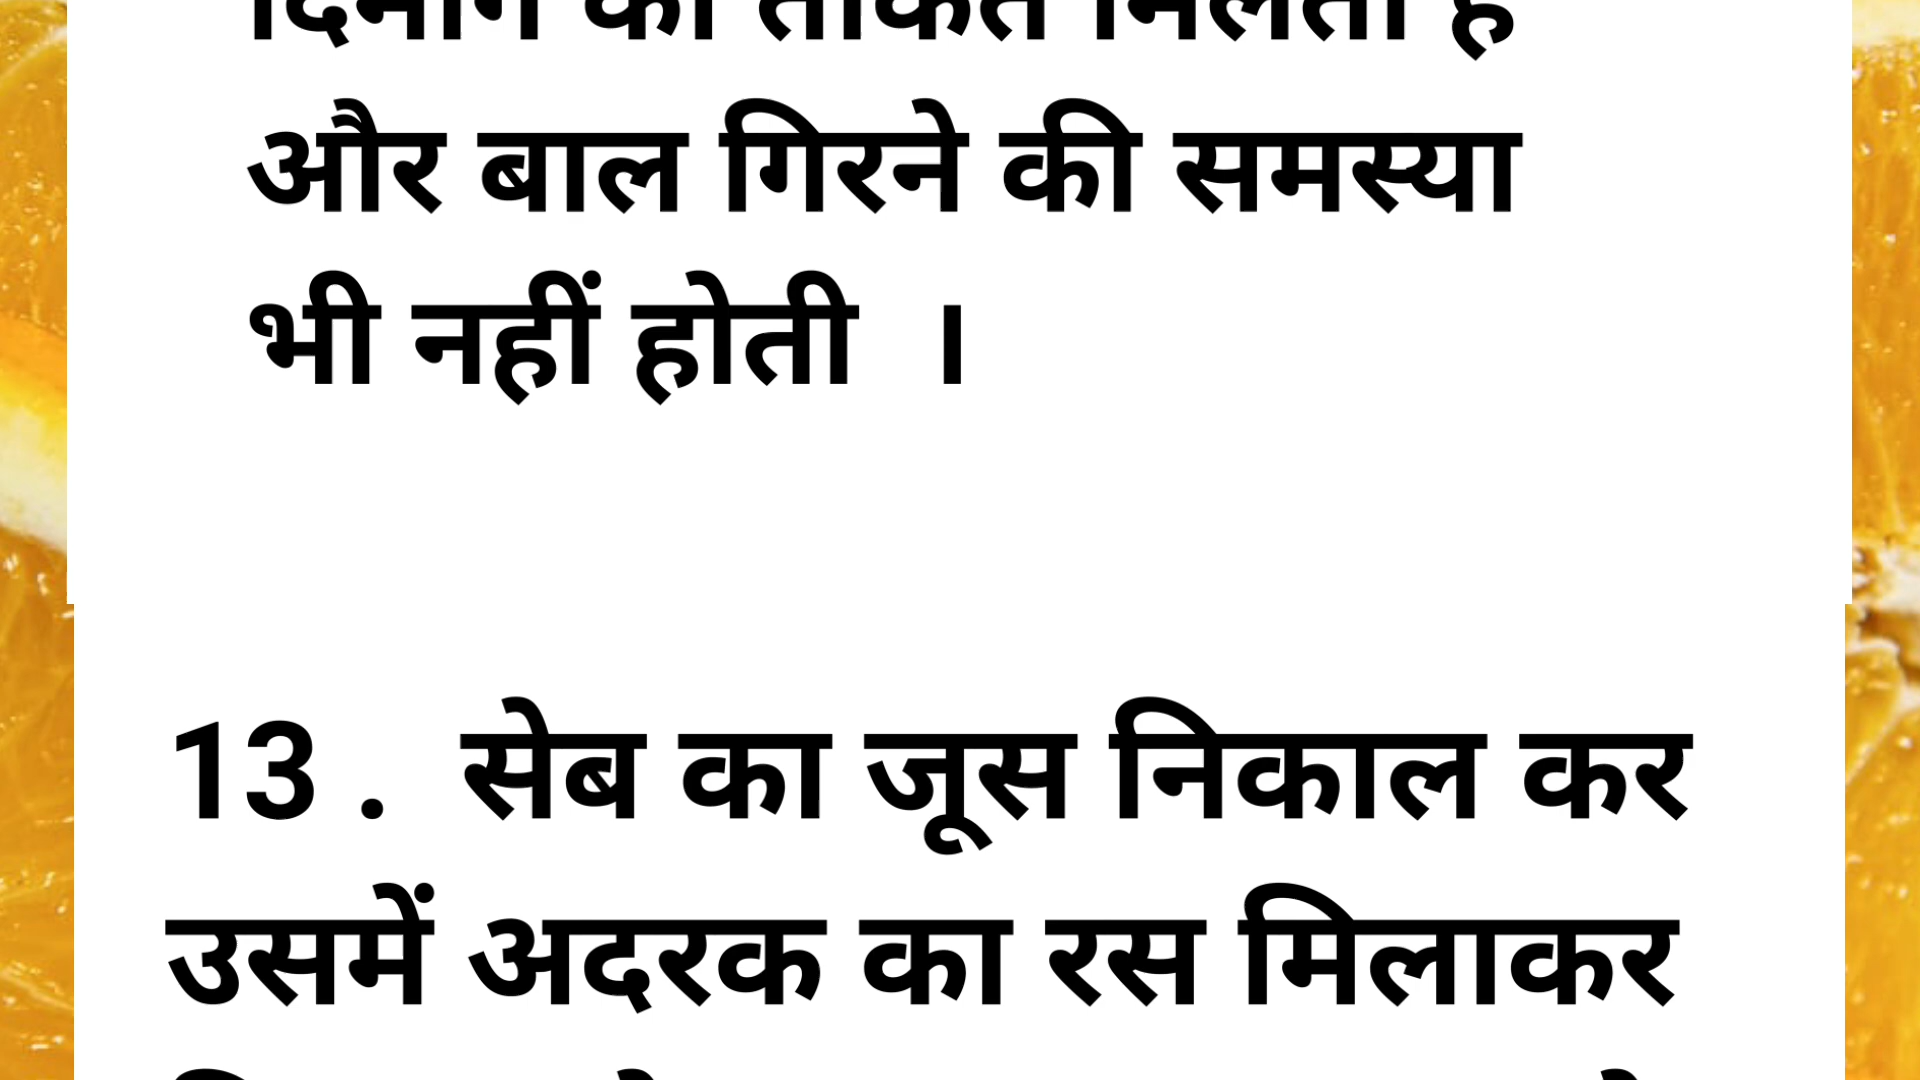 दिमाग को ताकत मिलती है
और बाल गिरने की समस्या
भी नहीं होती ।
13 . सेब का जूस निकाल कर
उसमें अदरक का रस मिलाकर